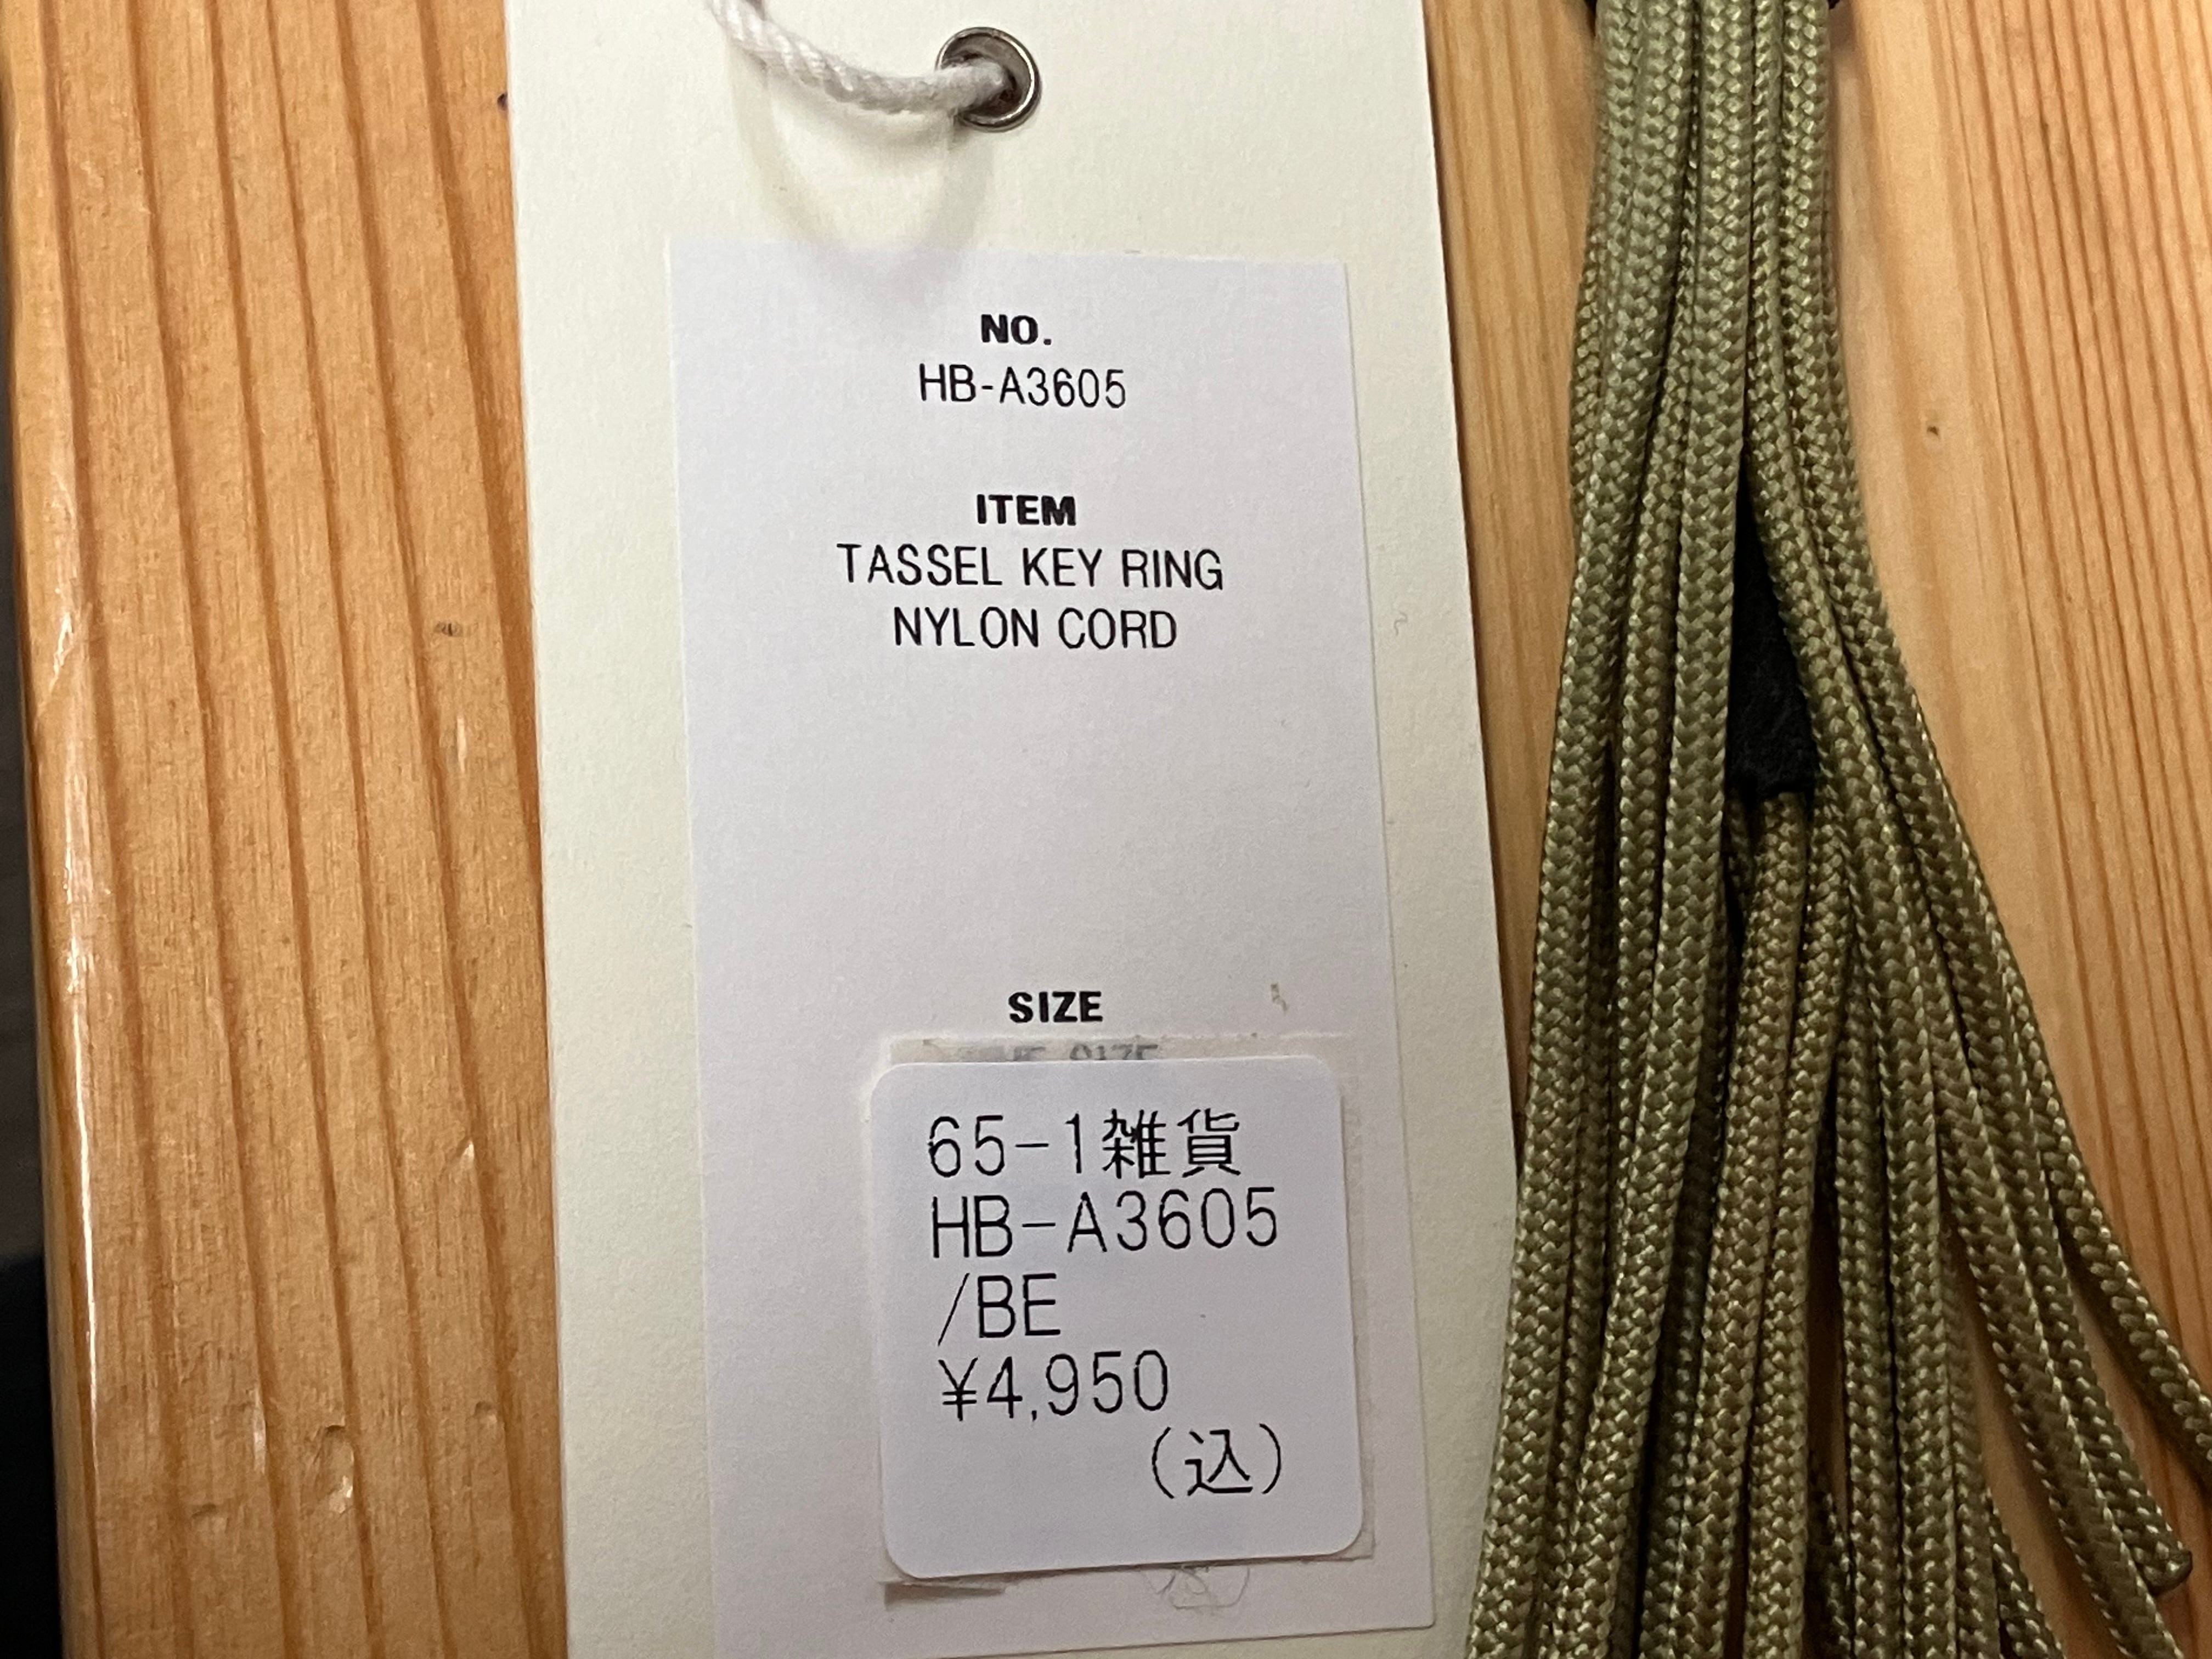 NO.
HB-A3605
ITEM
TASSEL KEY RING
NYLON CORD
SIZE
65-1雑貨
HB-A3605
/BE
¥4,950
(込)